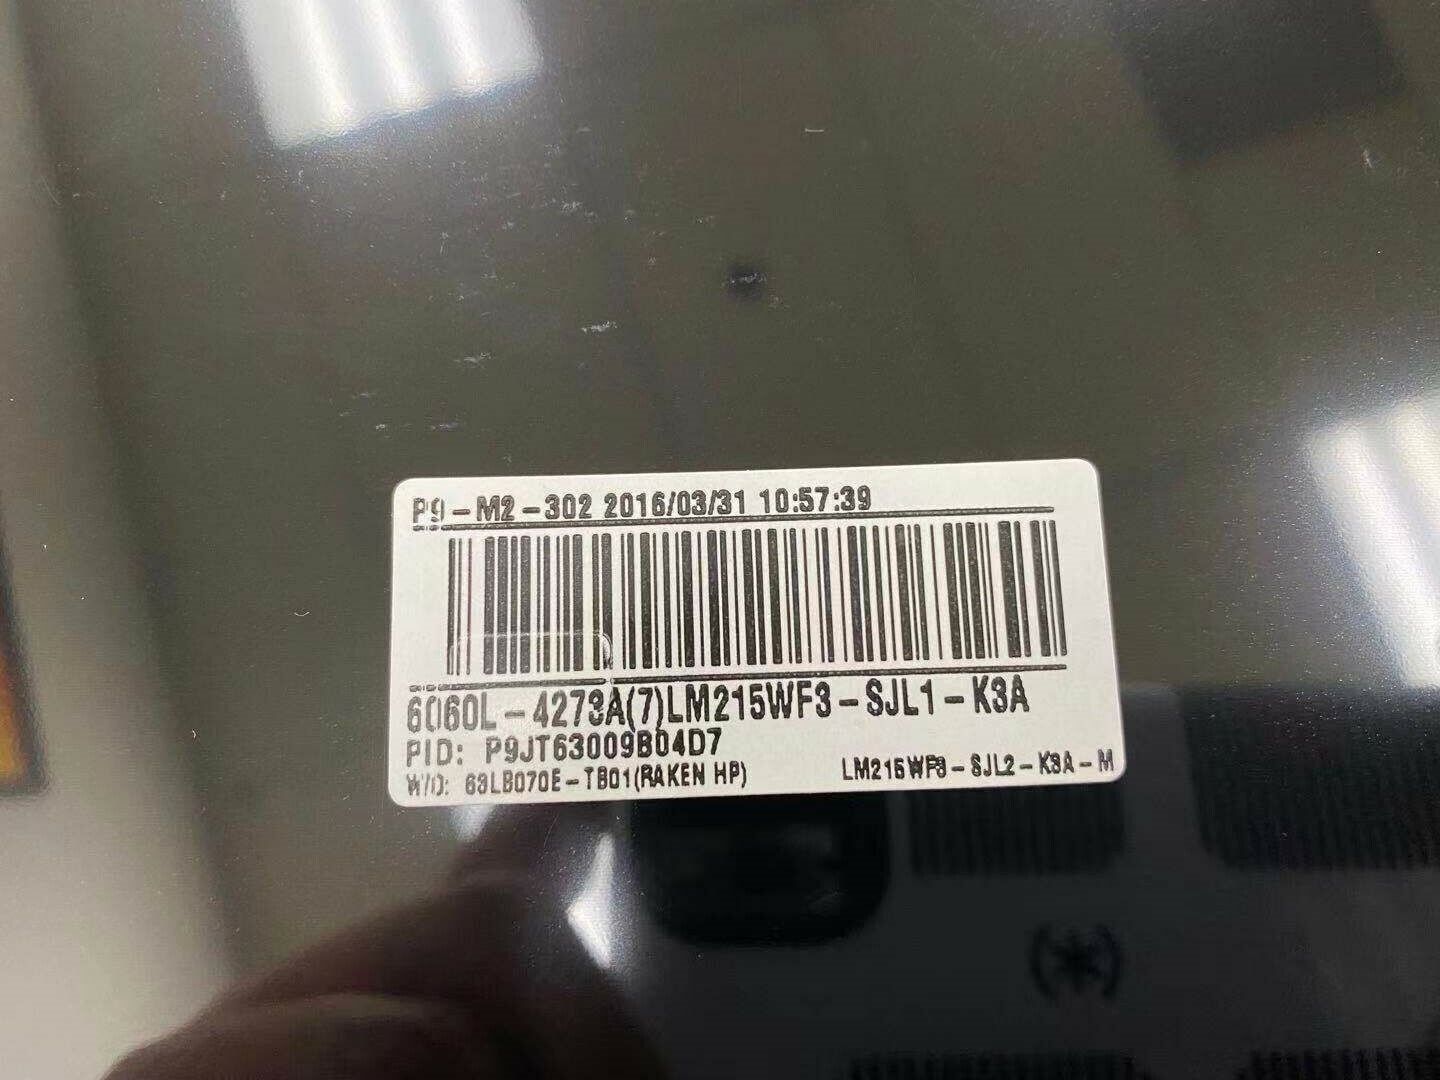 P9-M2-302 2016/03/31 10:57:39
6060L-4273A(7)LM215WF3-SJL1-K3A
PID: P9JT63009B04D7
W/O: 63LB070E-TB01(RAKEN HP) LM215WF3-SJL2-K3A-M
(*)